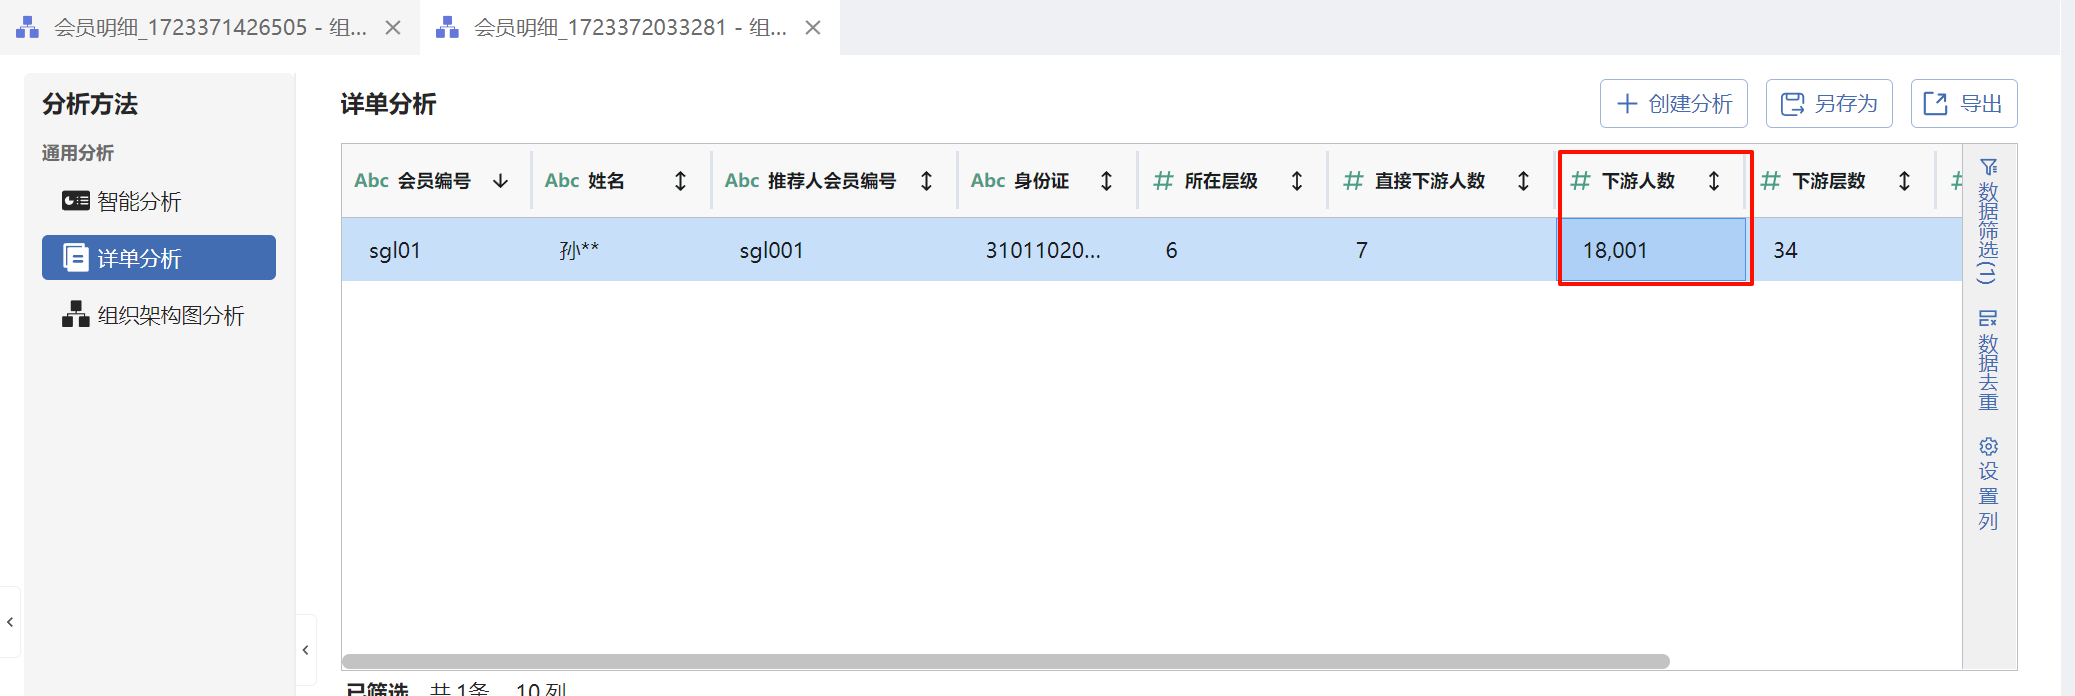 会员明细_1723371426505 - 组...
会员明细_1723372033281 - 组...
分析方法
通用分析
智能分析
详单分析
组织架构图分析
详单分析
创建分析
另存为
导出
Abc 会员编号 Abc 姓名 Abc 推荐人会员编号 Abc 身份证 # 所在层级 # 直接下游人数 # 下游人数 # 下游层数 #
sgl01 孙** sgl001 31011020... 6 7 18,001 34
数据筛选(1)
数据去重
设置列
已筛选 共 1条 10 列